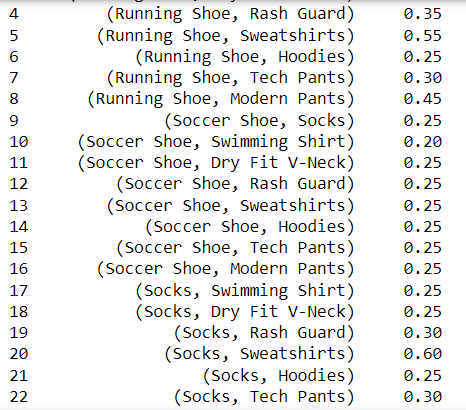 4 (Running Shoe, Rash Guard) 0.35
5 (Running Shoe, Sweatshirts) 0.55
6 (Running Shoe, Hoodies) 0.25
7 (Running Shoe, Tech Pants) 0.30
8 (Running Shoe, Modern Pants) 0.45
9 (Soccer Shoe, Socks) 0.25
10 (Soccer Shoe, Swimming Shirt) 0.20
11 (Soccer Shoe, Dry Fit V-Neck) 0.25
12 (Soccer Shoe, Rash Guard) 0.25
13 (Soccer Shoe, Sweatshirts) 0.25
14 (Soccer Shoe, Hoodies) 0.25
15 (Soccer Shoe, Tech Pants) 0.25
16 (Soccer Shoe, Modern Pants) 0.25
17 (Socks, Swimming Shirt) 0.25
18 (Socks, Dry Fit V-Neck) 0.25
19 (Socks, Rash Guard) 0.30
20 (Socks, Sweatshirts) 0.60
21 (Socks, Hoodies) 0.25
22 (Socks, Tech Pants) 0.30